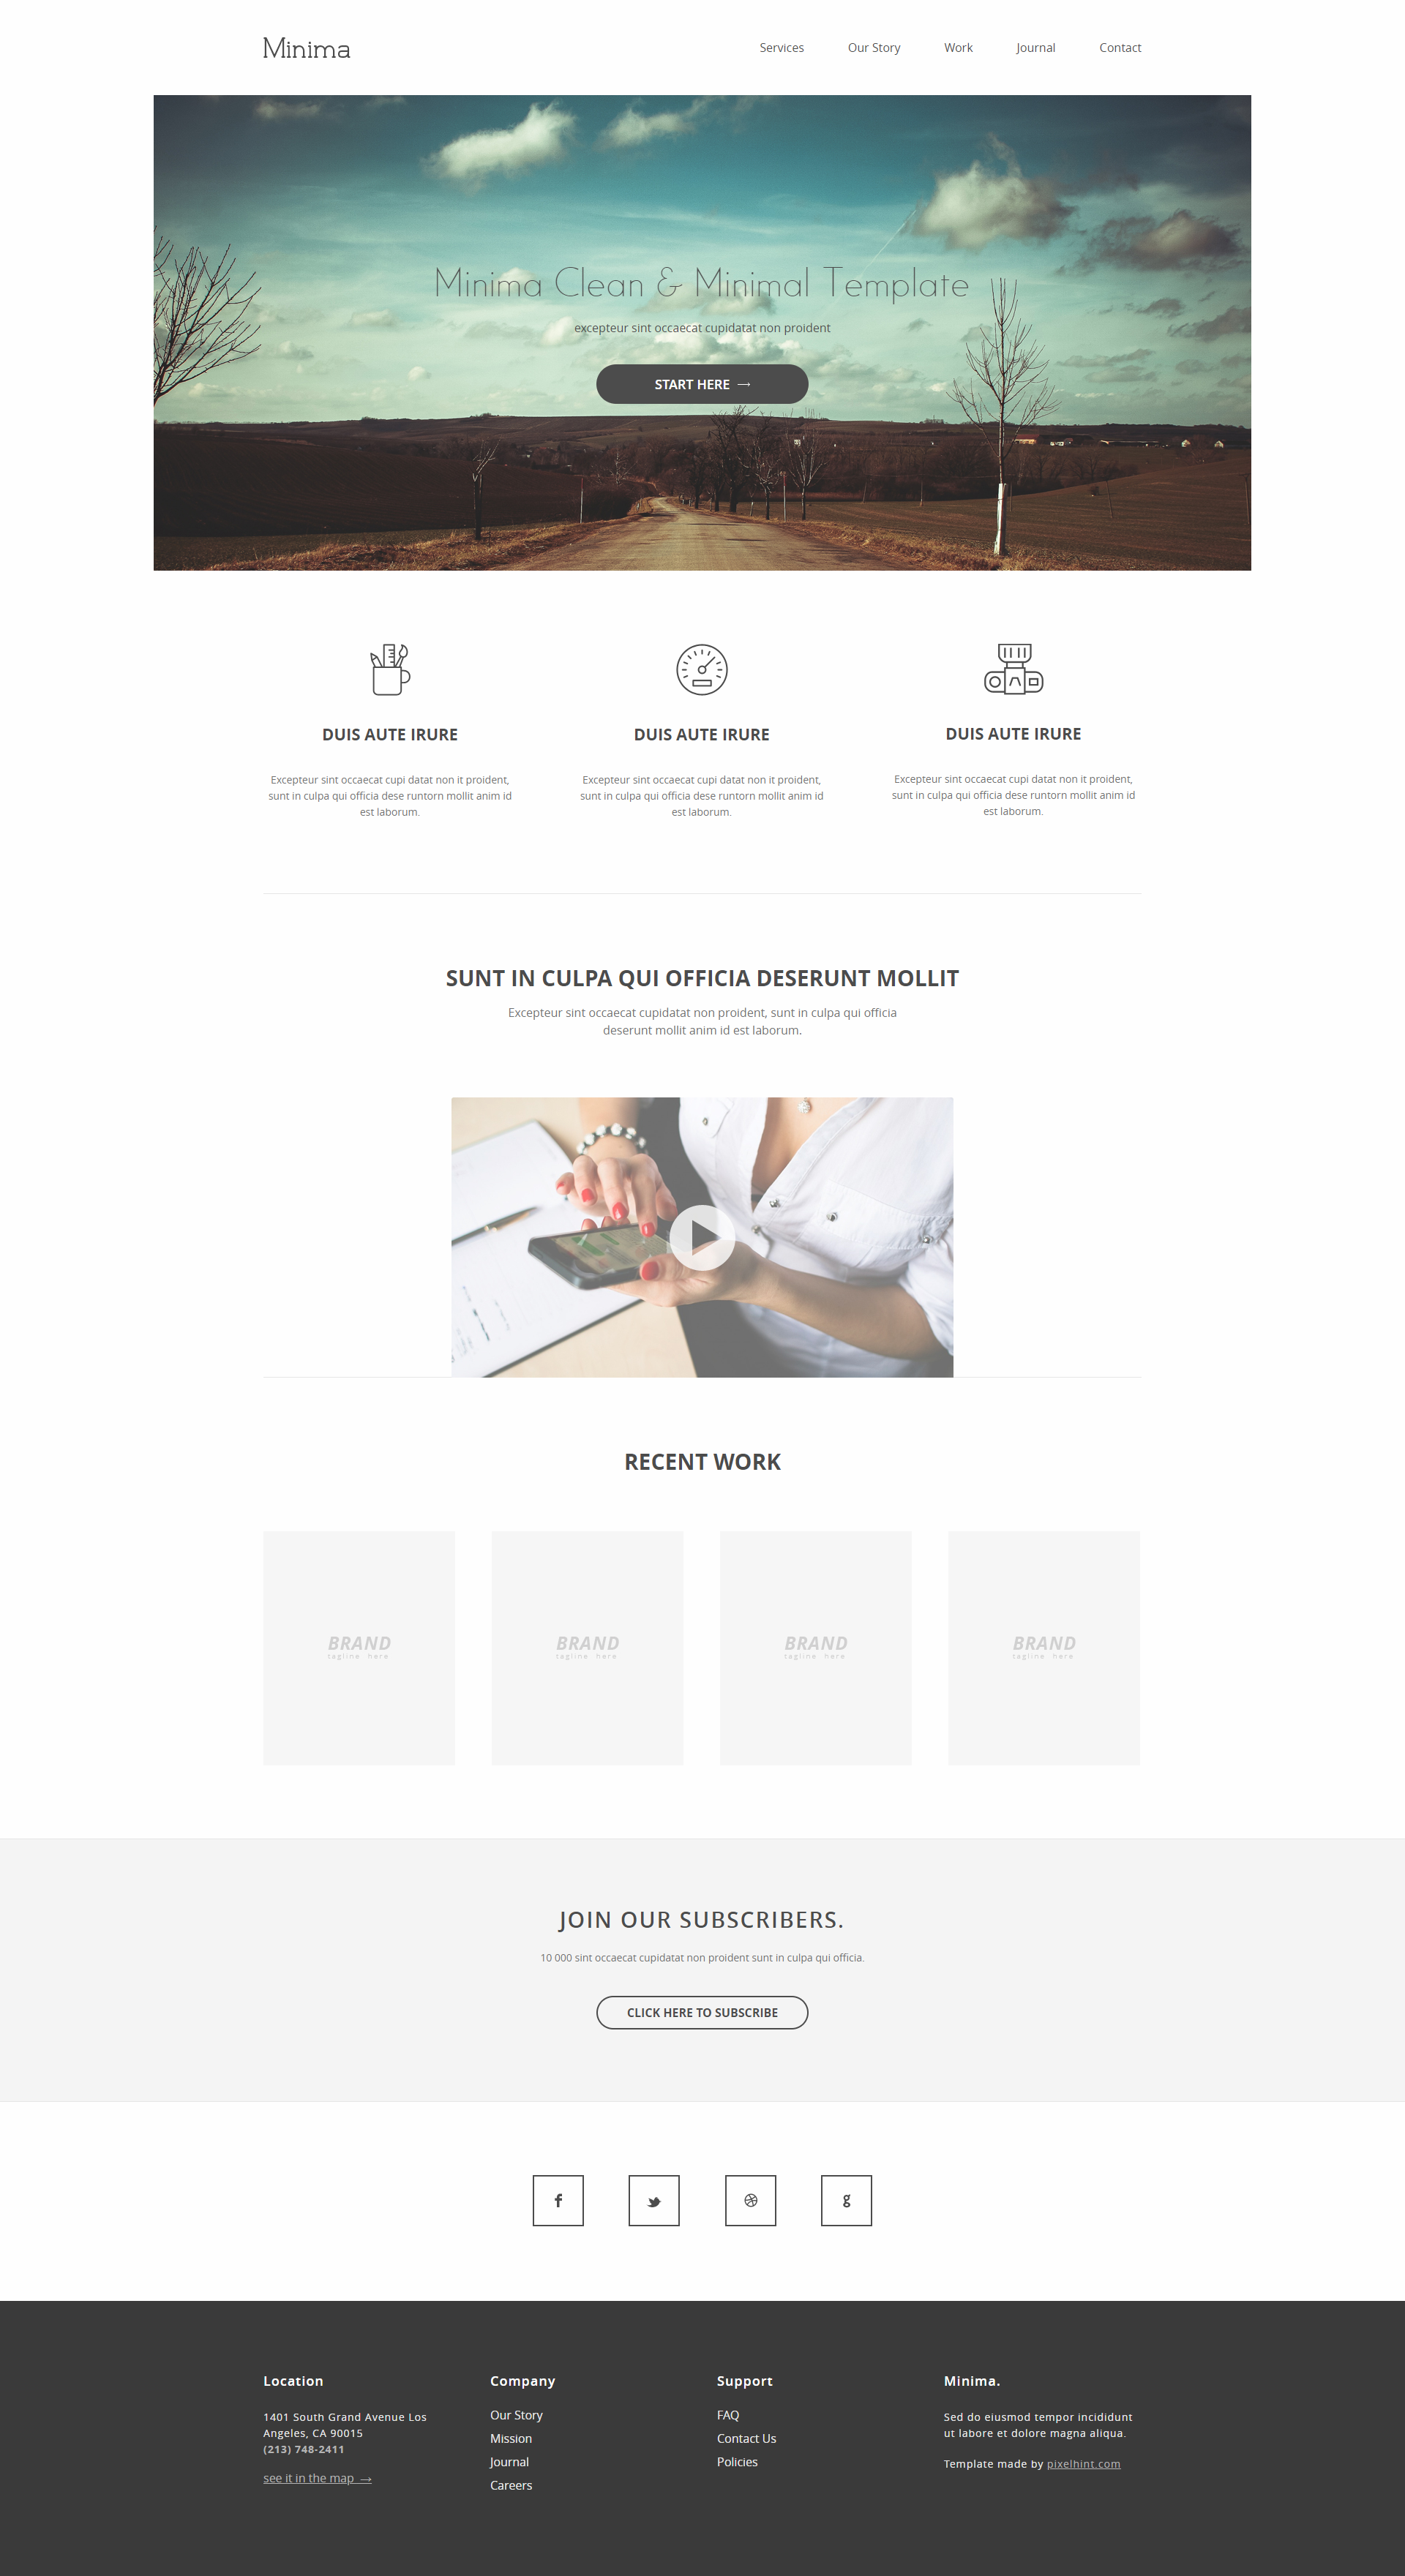 Minima
Services
Our Story
Work
Journal
Contact
Minima Clean & Minimal Template
excepteur sint occaecat cupidatat non proident
START HERE →
DUIS AUTE IRURE
Excepteur sint occaecat cupi datat non it proident,
sunt in culpa qui officia dese runtorn mollit anim id
est laborum.
DUIS AUTE IRURE
Excepteur sint occaecat cupi datat non it proident,
sunt in culpa qui officia dese runtorn mollit anim id
est laborum.
DUIS AUTE IRURE
Excepteur sint occaecat cupi datat non it proident,
sunt in culpa qui officia dese runtorn mollit anim id
est laborum.
SUNT IN CULPA QUI OFFICIA DESERUNT MOLLIT
Excepteur sint occaecat cupidatat non proident, sunt in culpa qui officia
deserunt mollit anim id est laborum.
RECENT WORK
BRAND
tagline here
BRAND
tagline here
BRAND
tagline here
BRAND
tagline here
JOIN OUR SUBSCRIBERS.
10 000 sint occaecat cupidatat non proident sunt in culpa qui officia.
CLICK HERE TO SUBSCRIBE
Location
1401 South Grand Avenue Los
Angeles, CA 90015
(213) 748-2411
see it in the map →
Company
Our Story
Mission
Journal
Careers
Support
FAQ
Contact Us
Policies
Minima.
Sed do eiusmod tempor incididunt
ut labore et dolore magna aliqua.
Template made by pixelhint.com